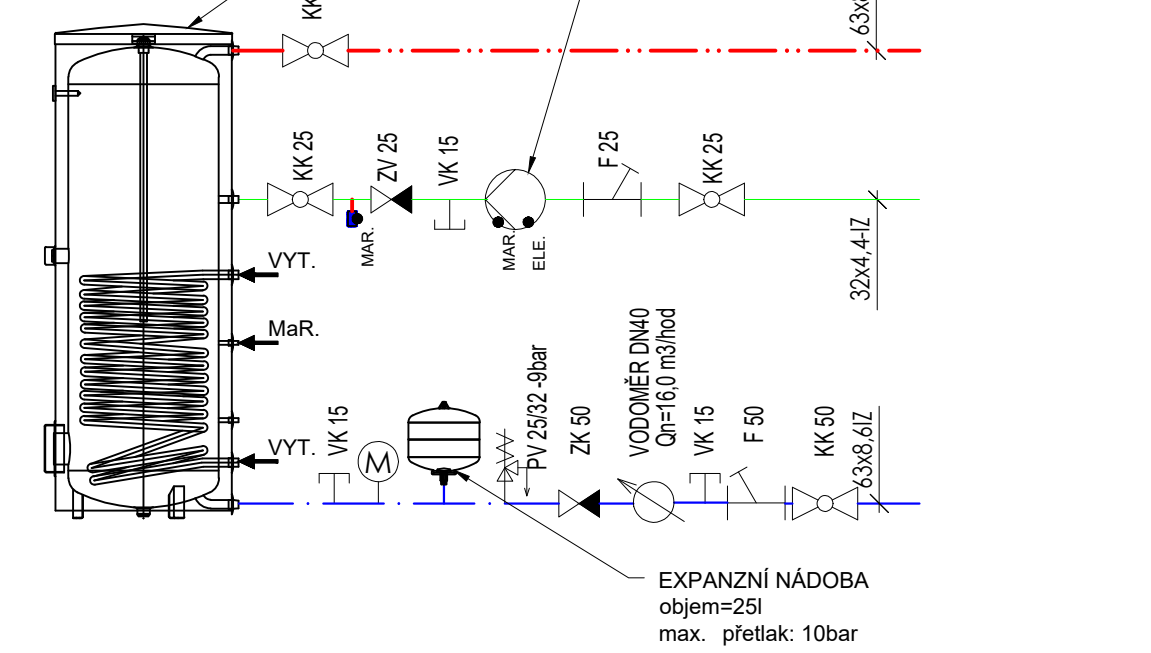 KK
63x8
KK 25
ZV 25
VK 15
F 25
KK 25
MAR.
MAR.
ELE.
32x4,4-IZ
VYT.
MaR.
VYT.
VK 15
M
PV 25/32 -9bar
ZK 50
VODOMĚR DN40
Qn=16,0 m3/hod
VK 15
F 50
KK 50
63x8,6IZ
EXPANZNÍ NÁDOBA
objem=25l
max. přetlak: 10bar